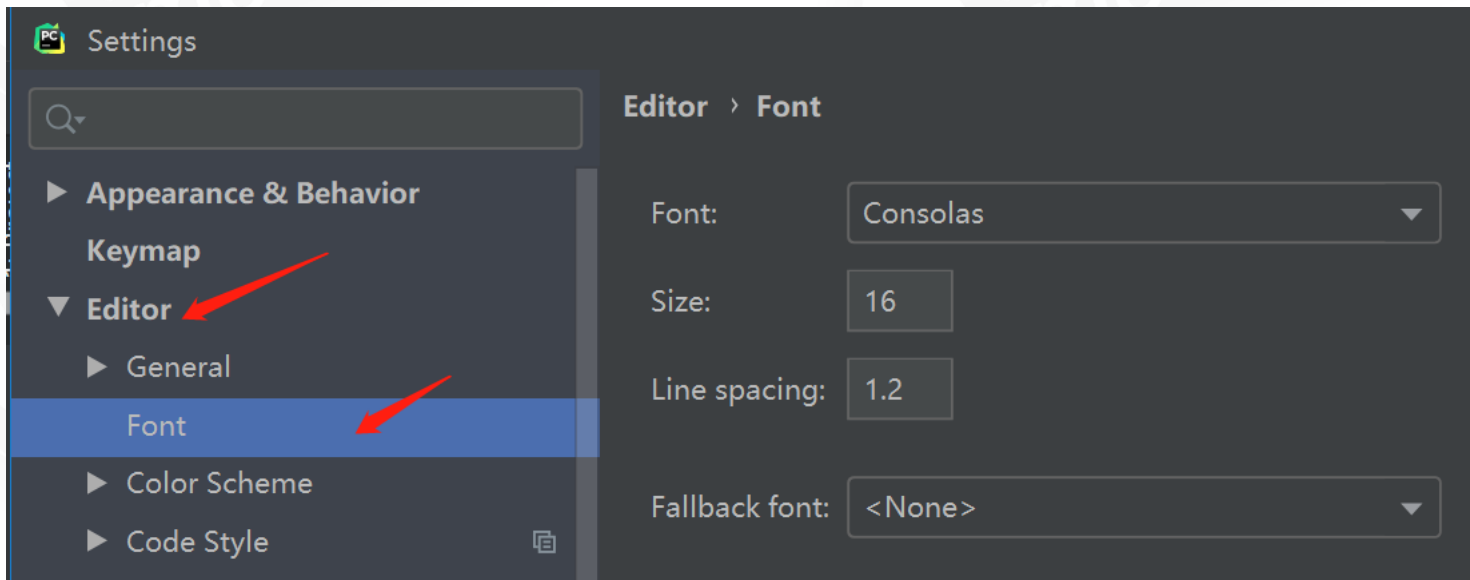 PC
Settings
Editor › Font
Appearance & Behavior
Keymap
Editor
General
Font
Color Scheme
Code Style
Font:
Consolas
Size:
16
Line spacing:
1.2
Fallback font:
<None>